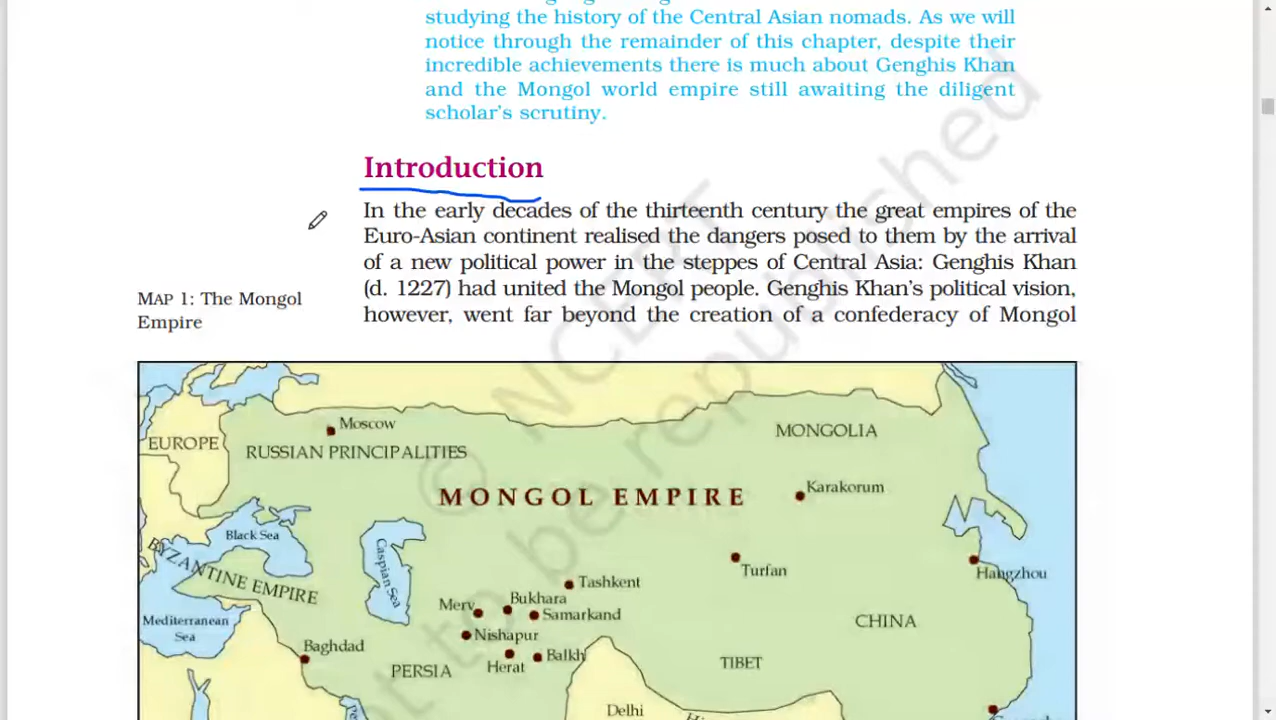 studying the history of the Central Asian nomads. As we will
notice through the remainder of this chapter, despite their
incredible achievements there is much about Genghis Khan
and the Mongol world empire still awaiting the diligent
scholar's scrutiny.
Introduction
In the early decades of the thirteenth century the great empires of the
Euro-Asian continent realised the dangers posed to them by the arrival
of a new political power in the steppes of Central Asia: Genghis Khan
(d. 1227) had united the Mongol people. Genghis Khan's political vision,
however, went far beyond the creation of a confederacy of Mongol
MAP 1: The Mongol
Empire
© NCERT
not to be republished
Moscow
EUROPE
RUSSIAN PRINCIPALITIES
MONGOLIA
MONGOL EMPIRE
Karakorum
Black Sea
Caspian Sea
BYZANTINE EMPIRE
Turfan
Hangzhou
Tashkent
Merv
Bukhara
Samarkand
Mediterranean
Sea
CHINA
Nishapur
Baghdad
Herat
Balkh
PERSIA
TIBET
Delhi